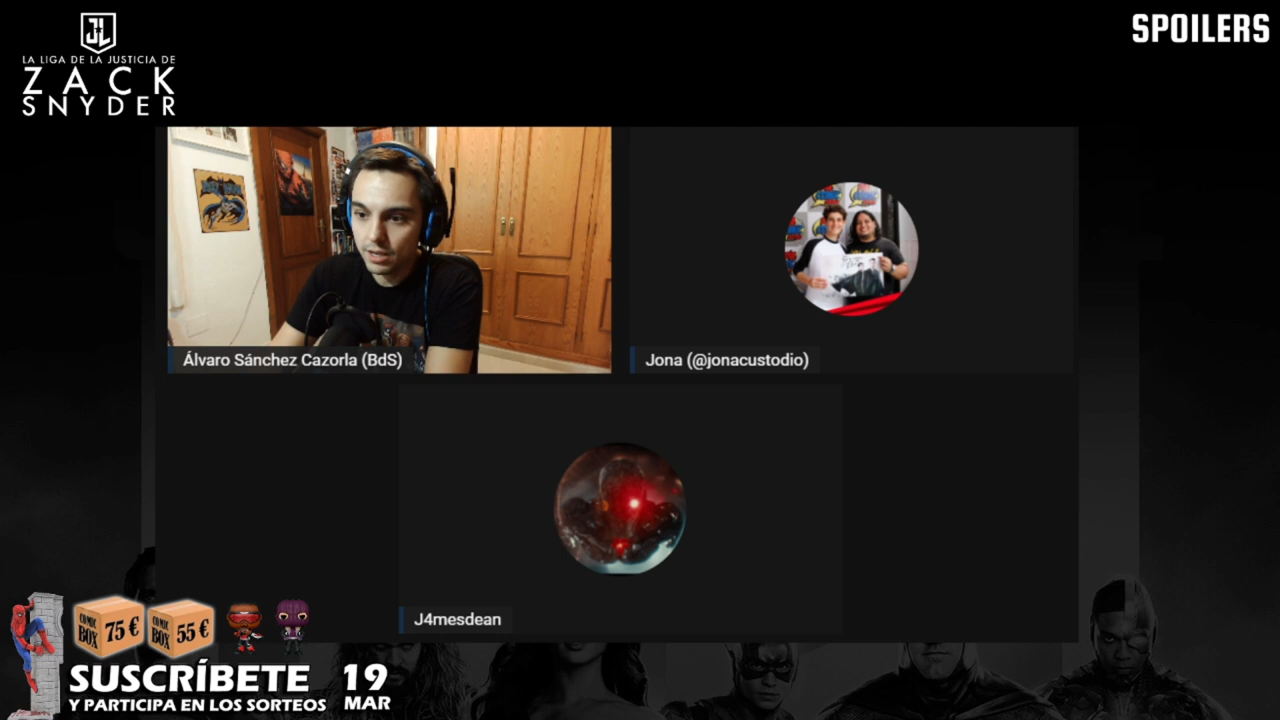 JL
LA LIGA DE LA JUSTICIA DE
ZACK
SNYDER
SPOILERS
Álvaro Sánchez Cazorla (BdS)
Jona (@jonacustodio)
J4mesdean
COMIC
BOX 75 €
COMIC
BOX 55 €
SUSCRÍBETE
Y PARTICIPA EN LOS SORTEOS
19
MAR